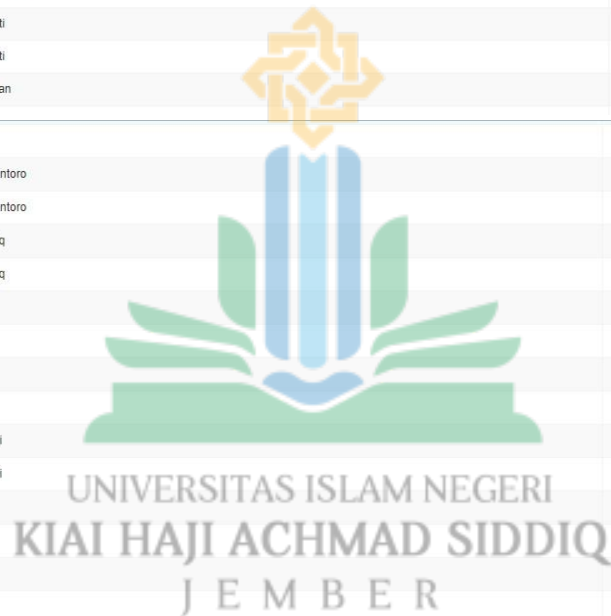 ti
ti
an
ntoro
ntoro
q
q
i
i
UNIVERSITAS ISLAM NEGERI
KIAI HAJI ACHMAD SIDDIQ
J E M B E R